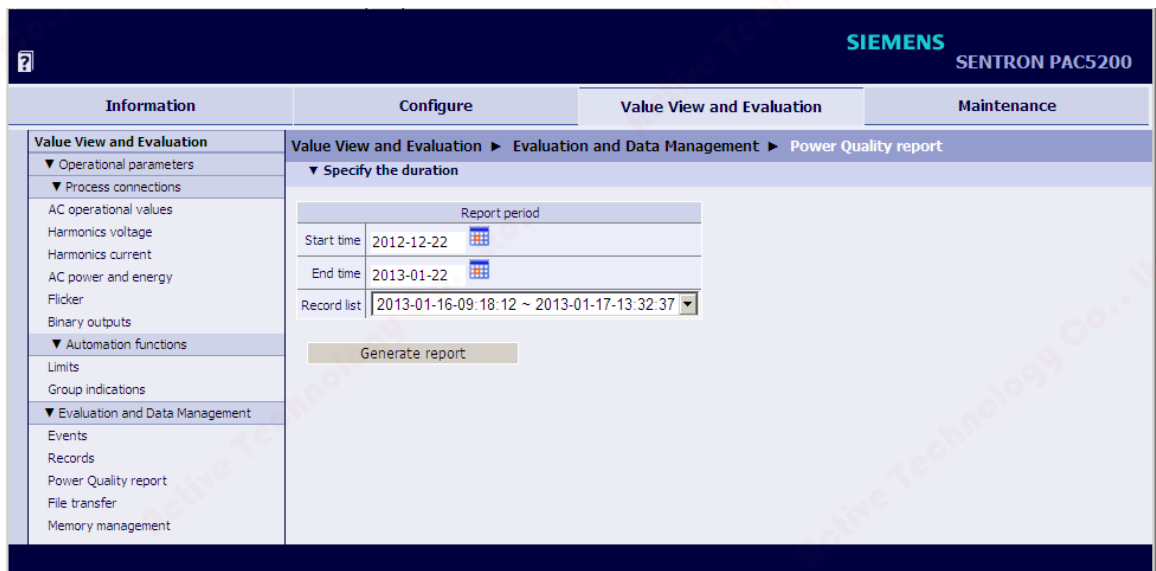 SIEMENS
SENTRON PAC5200
Information
Configure
Value View and Evaluation
Maintenance
Value View and Evaluation
▼ Operational parameters
▼ Process connections
AC operational values
Harmonics voltage
Harmonics current
AC power and energy
Flicker
Binary outputs
▼ Automation functions
Limits
Group indications
▼ Evaluation and Data Management
Events
Records
Power Quality report
File transfer
Memory management
Value View and Evaluation ► Evaluation and Data Management ► Power Quality report
▼ Specify the duration
Report period
Start time 2012-12-22
End time 2013-01-22
Record list 2013-01-16-09:18:12 ~ 2013-01-17-13:32:37
Generate report
Active Technology Co.,